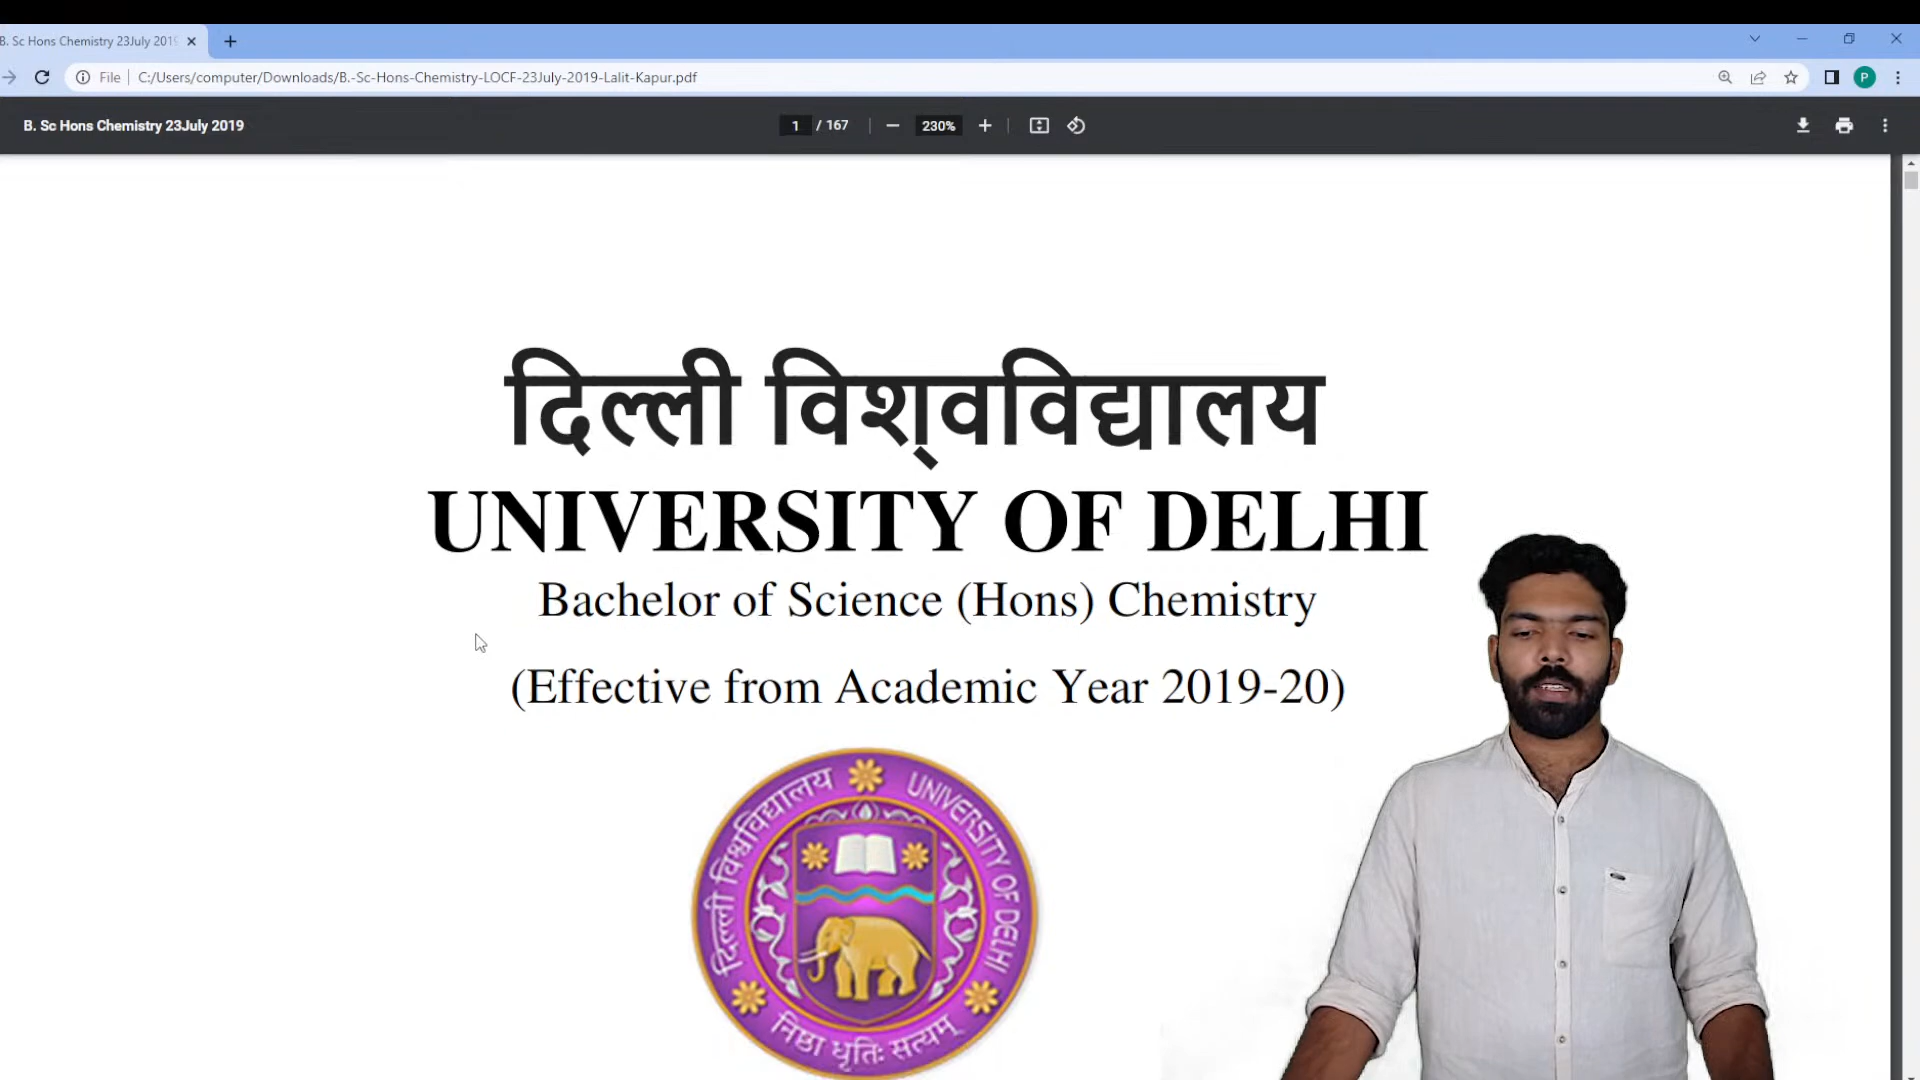 B. Sc Hons Chemistry 23July 201
File
C:/Users/computer/Downloads/B.-Sc-Hons-Chemistry-LOCF-23July-2019-Lalit-Kapur.pdf
P
B. Sc Hons Chemistry 23July 2019
1 / 167
230%
दिल्ली विश्‌वविद्यालय
UNIVERSITY OF DELHI
Bachelor of Science (Hons) Chemistry
(Effective from Academic Year 2019-20)
दिल्ली विश्वविद्यालय
UNIVERSITY OF DELHI
निष्ठा धृतिः सत्यम्